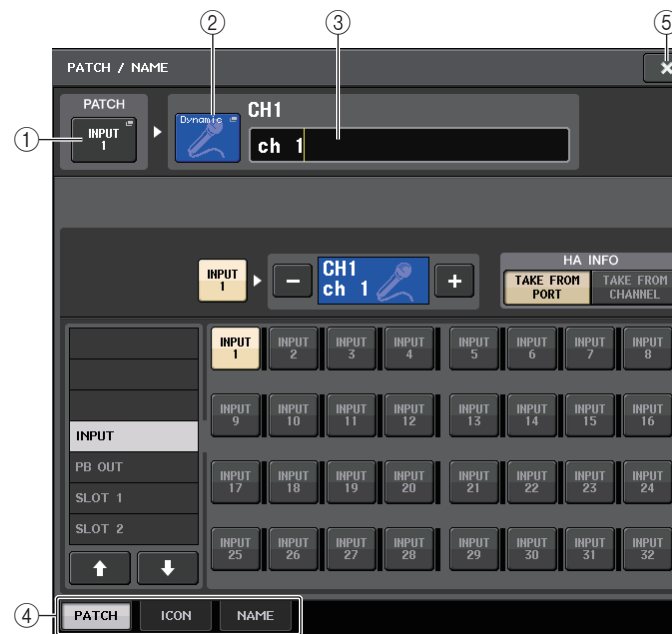 ② ③ ⑤
PATCH / NAME
PATCH
①
INPUT 1
Dynamic
CH1
ch 1
INPUT 1
CH1
ch 1
HA INFO
TAKE FROM PORT
TAKE FROM CHANNEL
INPUT 1 INPUT 2 INPUT 3 INPUT 4 INPUT 5 INPUT 6 INPUT 7 INPUT 8
INPUT 9 INPUT 10 INPUT 11 INPUT 12 INPUT 13 INPUT 14 INPUT 15 INPUT 16
INPUT
PB OUT
INPUT 17 INPUT 18 INPUT 19 INPUT 20 INPUT 21 INPUT 22 INPUT 23 INPUT 24
SLOT 1
SLOT 2
INPUT 25 INPUT 26 INPUT 27 INPUT 28 INPUT 29 INPUT 30 INPUT 31 INPUT 32
④
PATCH ICON NAME